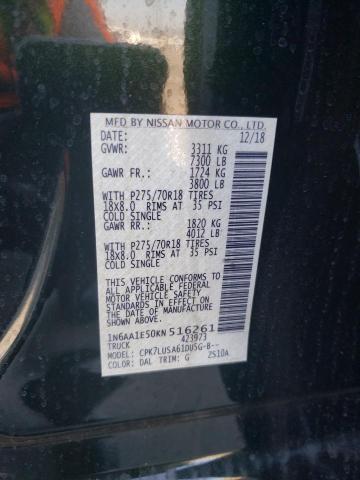 MFD BY NISSAN MOTOR CO., LTD.
DATE: 12/18
GVWR: 3311 KG
7300 LB
GAWR FR.: 1724 KG
3800 LB
WITH P275/70R18 TIRES
18X8.0 RIMS AT 35 PSI
COLD SINGLE
GAWR RR.: 1820 KG
4012 LB
WITH P275/70R18 TIRES
18X8.0 RIMS AT 35 PSI
COLD SINGLE
THIS VEHICLE CONFORMS TO ALL
APPLICABLE FEDERAL
MOTOR VEHICLE SAFETY
STANDARDS IN EFFECT
ON THE DATE OF
MANUFACTURE SHOWN ABOVE.
1N6AA1E50KN516261
TRUCK 423973
MODEL: CPK7LUSA61DUSG-B--
COLOR: DAL TRIM: G ZS10A